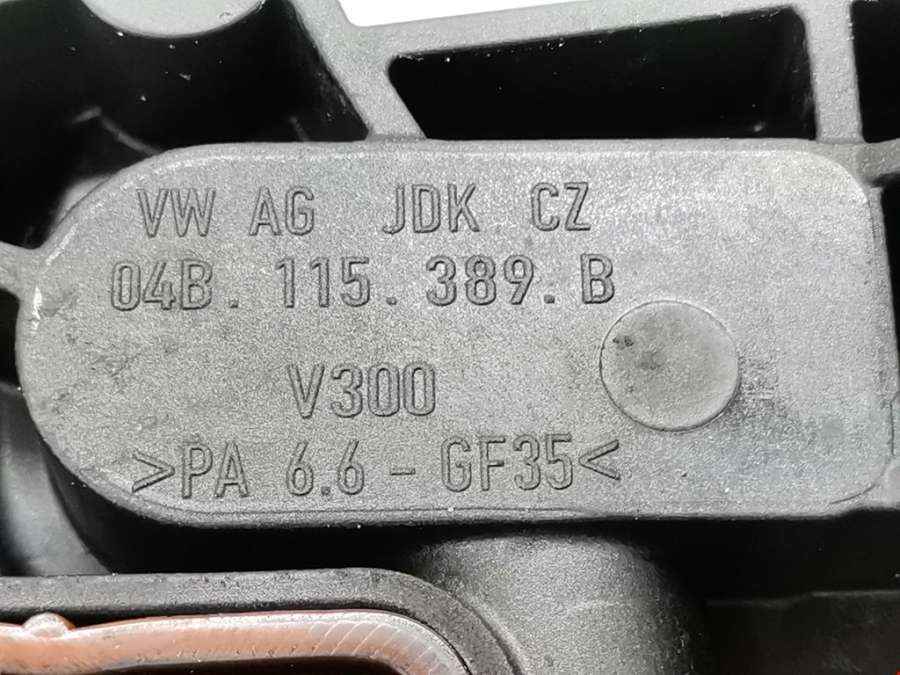 VW AG JDK CZ
04B.115.389.B
V300
>PA 6.6-GF35<